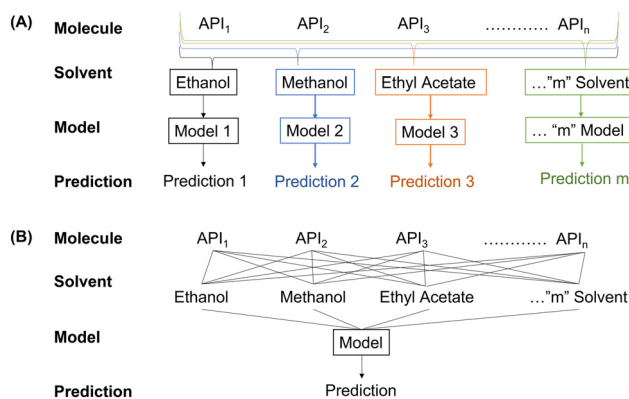 (A) Molecule API₁ API₂ API₃ ………… APIₙ
Solvent Ethanol Methanol Ethyl Acetate …”m” Solvent
Model Model 1 Model 2 Model 3 … “m” Model
Prediction Prediction 1 Prediction 2 Prediction 3 Prediction m
(B) Molecule API₁ API₂ API₃ ………… APIₙ
Solvent
Ethanol Methanol Ethyl Acetate …”m” Solvent
Model Model
Prediction Prediction